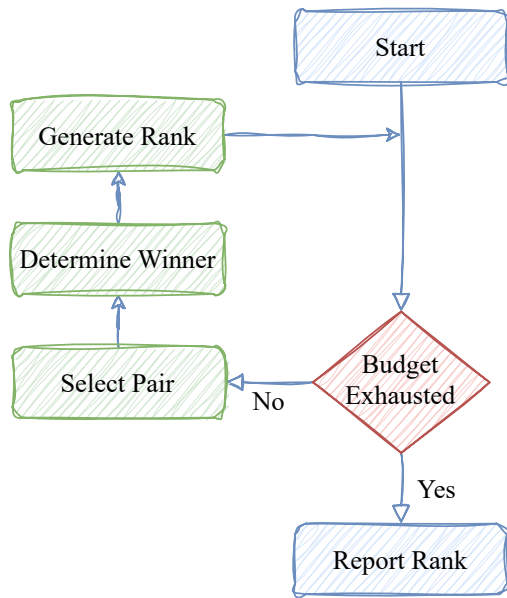 Start
Generate Rank
Determine Winner
Select Pair
Budget
Exhausted
No
Yes
Report Rank